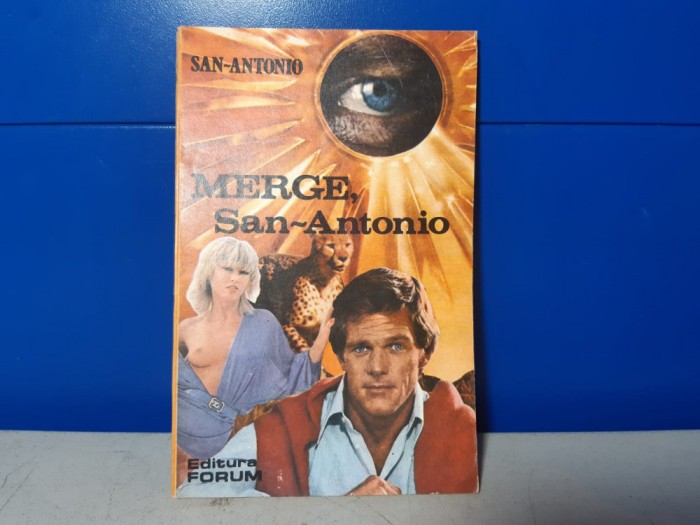 SAN~ANTONIO
MERGE,
San~Antonio
Editura
FORUM